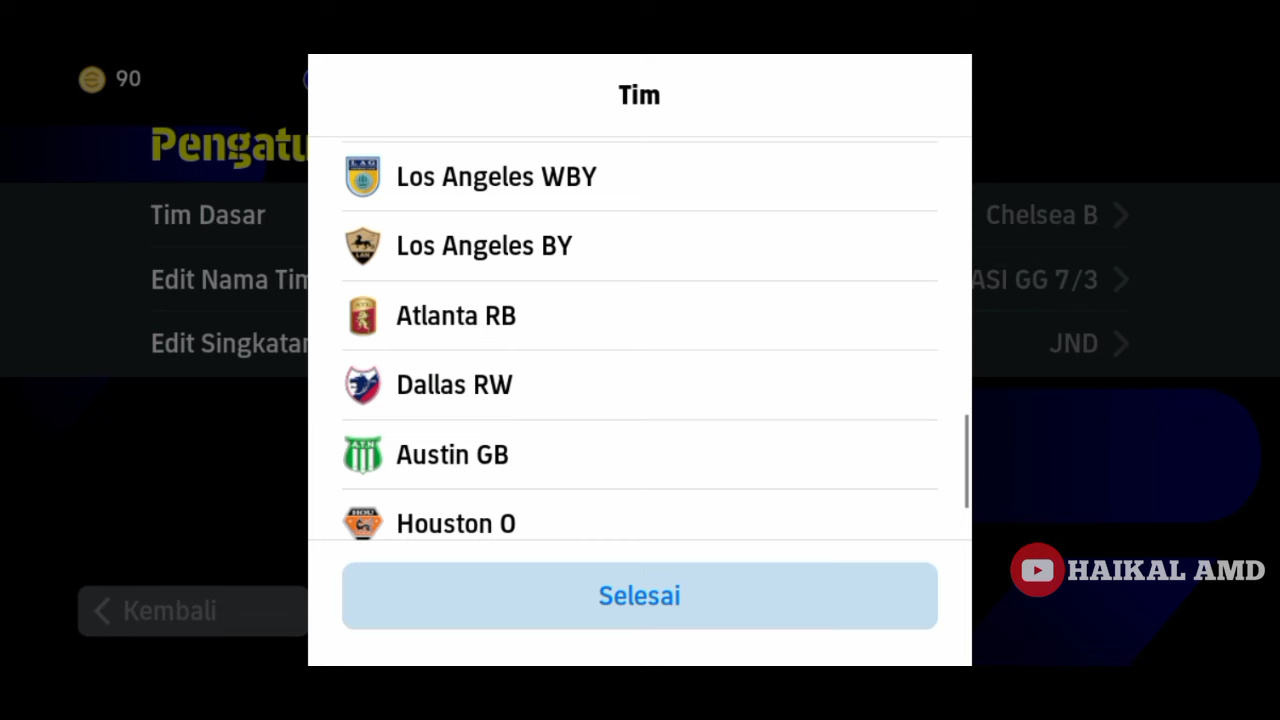 90
Tim
Pengatu
Los Angeles WBY
Tim Dasar
Chelsea B
Los Angeles BY
Edit Nama Tim
ASI GG 7/3
Atlanta RB
Edit Singkatan
JND
Dallas RW
Austin GB
Houston O
Selesai
Kembali
HAIKAL AMD